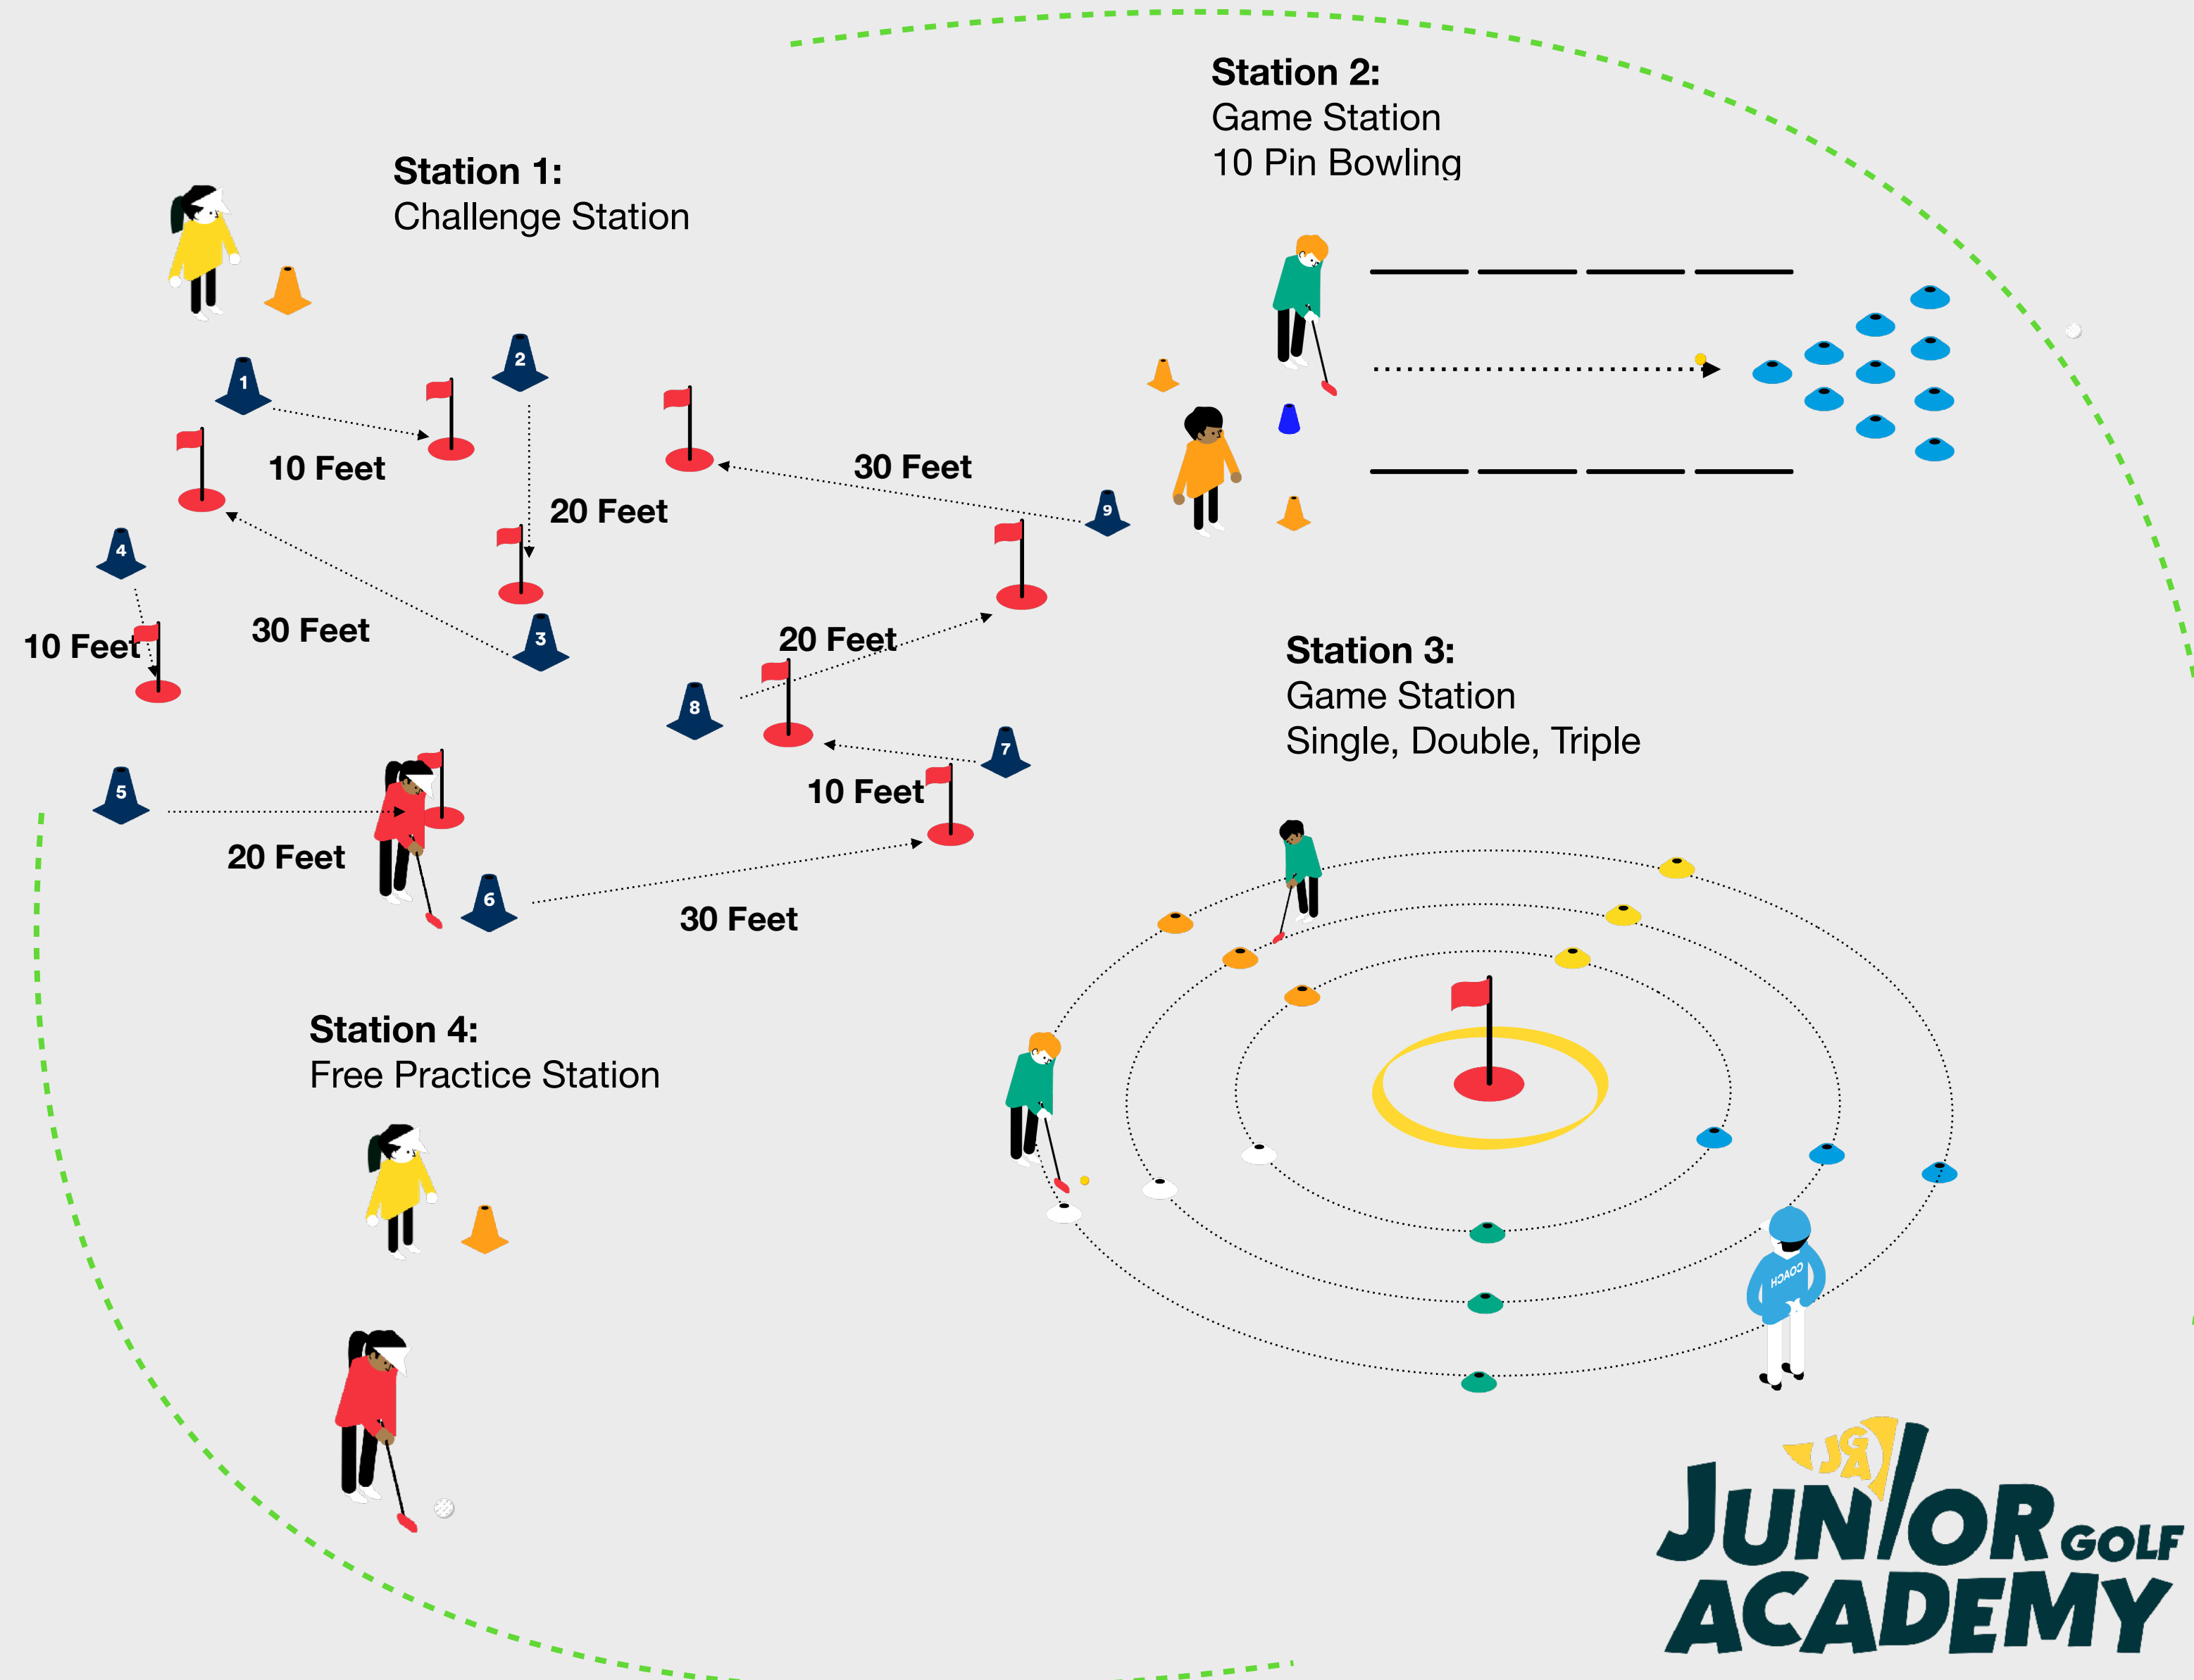 Station 1:
Challenge Station
1
10 Feet
2
20 Feet
3
30 Feet
4
10 Feet
5
20 Feet
6
30 Feet
7
10 Feet
8
20 Feet
9
30 Feet
Station 2:
Game Station
10 Pin Bowling
Station 3:
Game Station
Single, Double, Triple
COACH
Station 4:
Free Practice Station
JGA
JUNIOR GOLF
ACADEMY